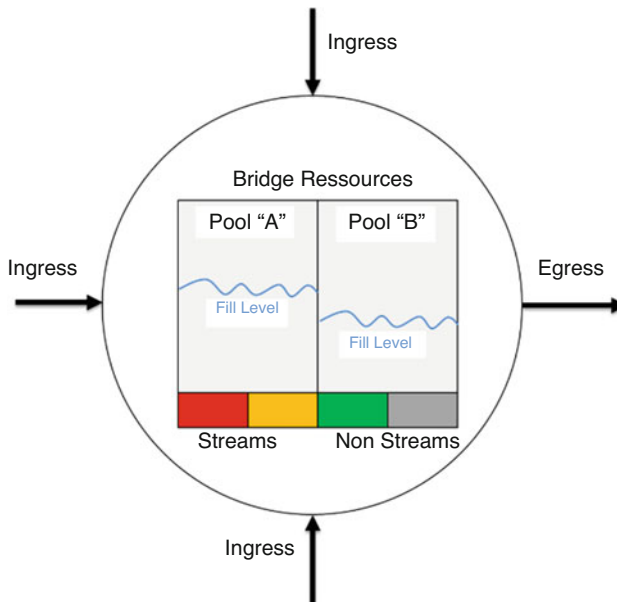 Ingress
Bridge Ressources
Pool “A”
Pool “B”
Ingress
Egress
Fill Level
Fill Level
Streams
Non Streams
Ingress